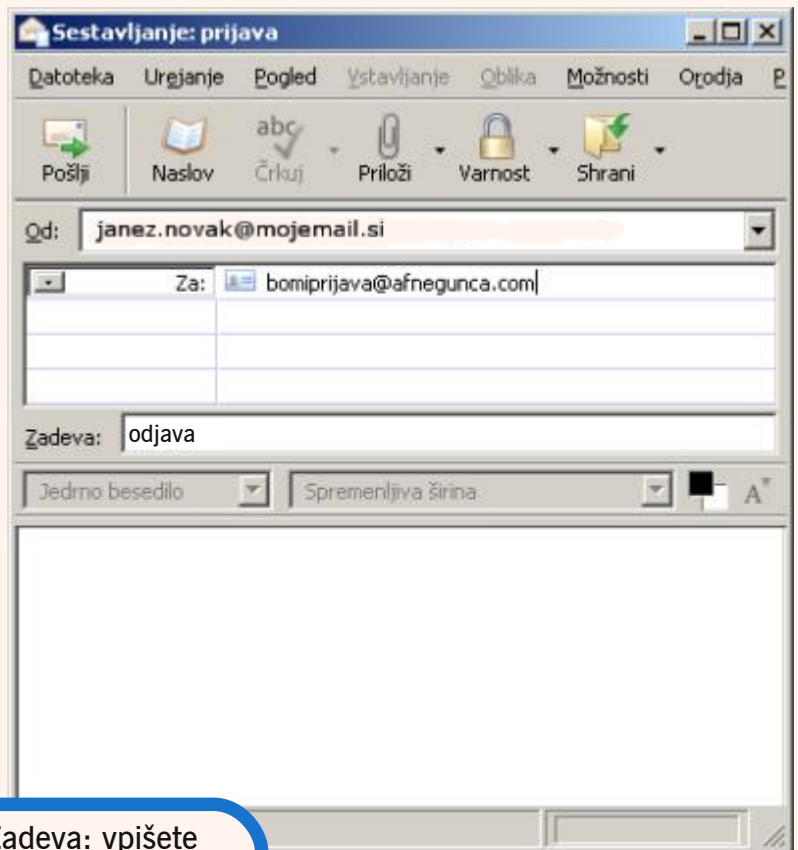 Sestavljanje: prijava
Datoteka Urejanje Pogled Vstavljanje Oblika Možnosti Orodja P
Pošlji Naslov Črkuj Priloži Varnost Shrani
abc
Od: janez.novak@mojemail.si
Za: bomiprijava@afnegunca.com
Zadeva: odjava
Jedrno besedilo Spremenljiva širina A
Zadeva: vpišete